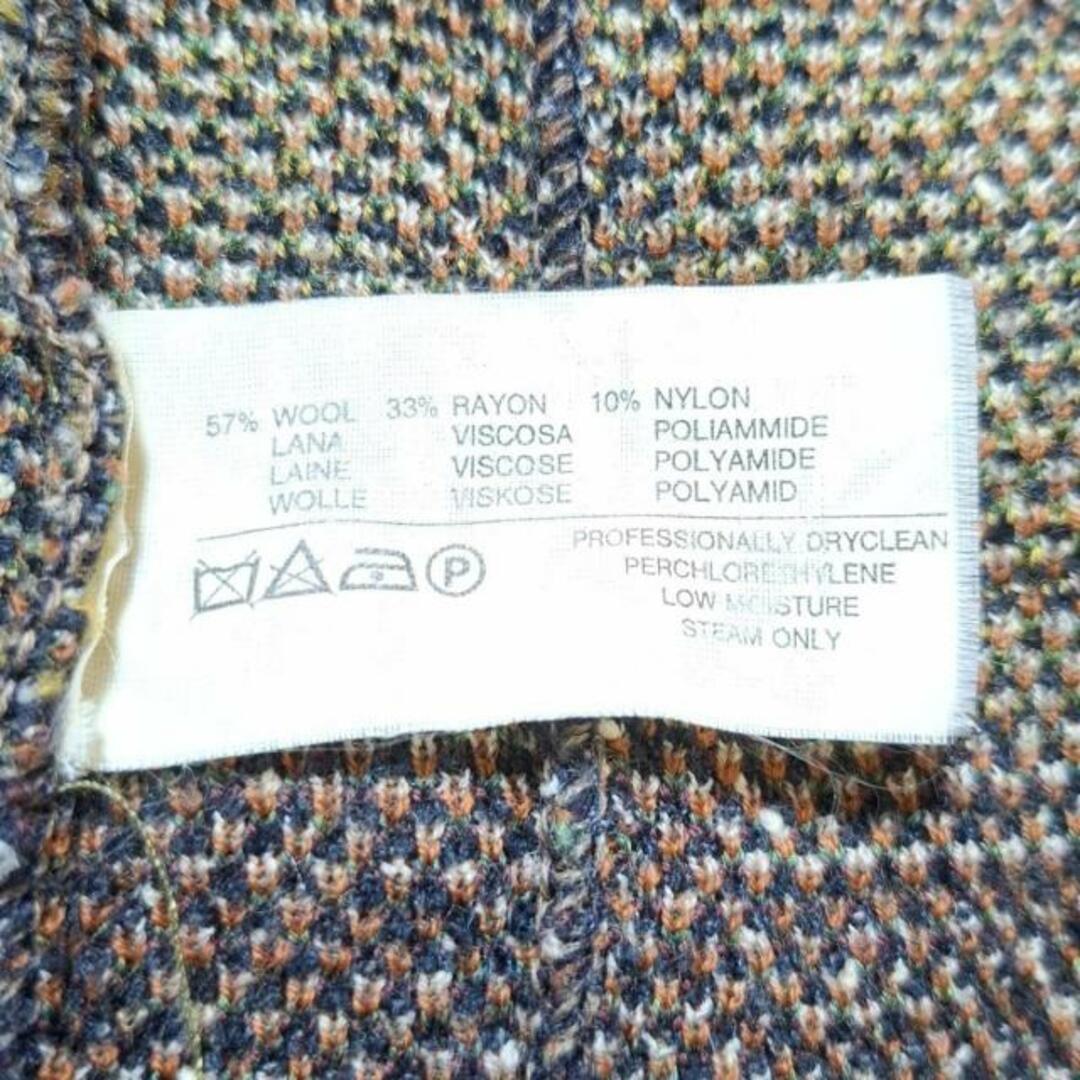 57% WOOL 33% RAYON 10% NYLON
LANA VISCOSA POLIAMMIDE
LAINE VISCOSE POLYAMIDE
WOLLE VISKOSE POLYAMID
PROFESSIONALLY DRYCLEAN
PERCHLORETHYLENE
LOW MOISTURE
STEAM ONLY
P